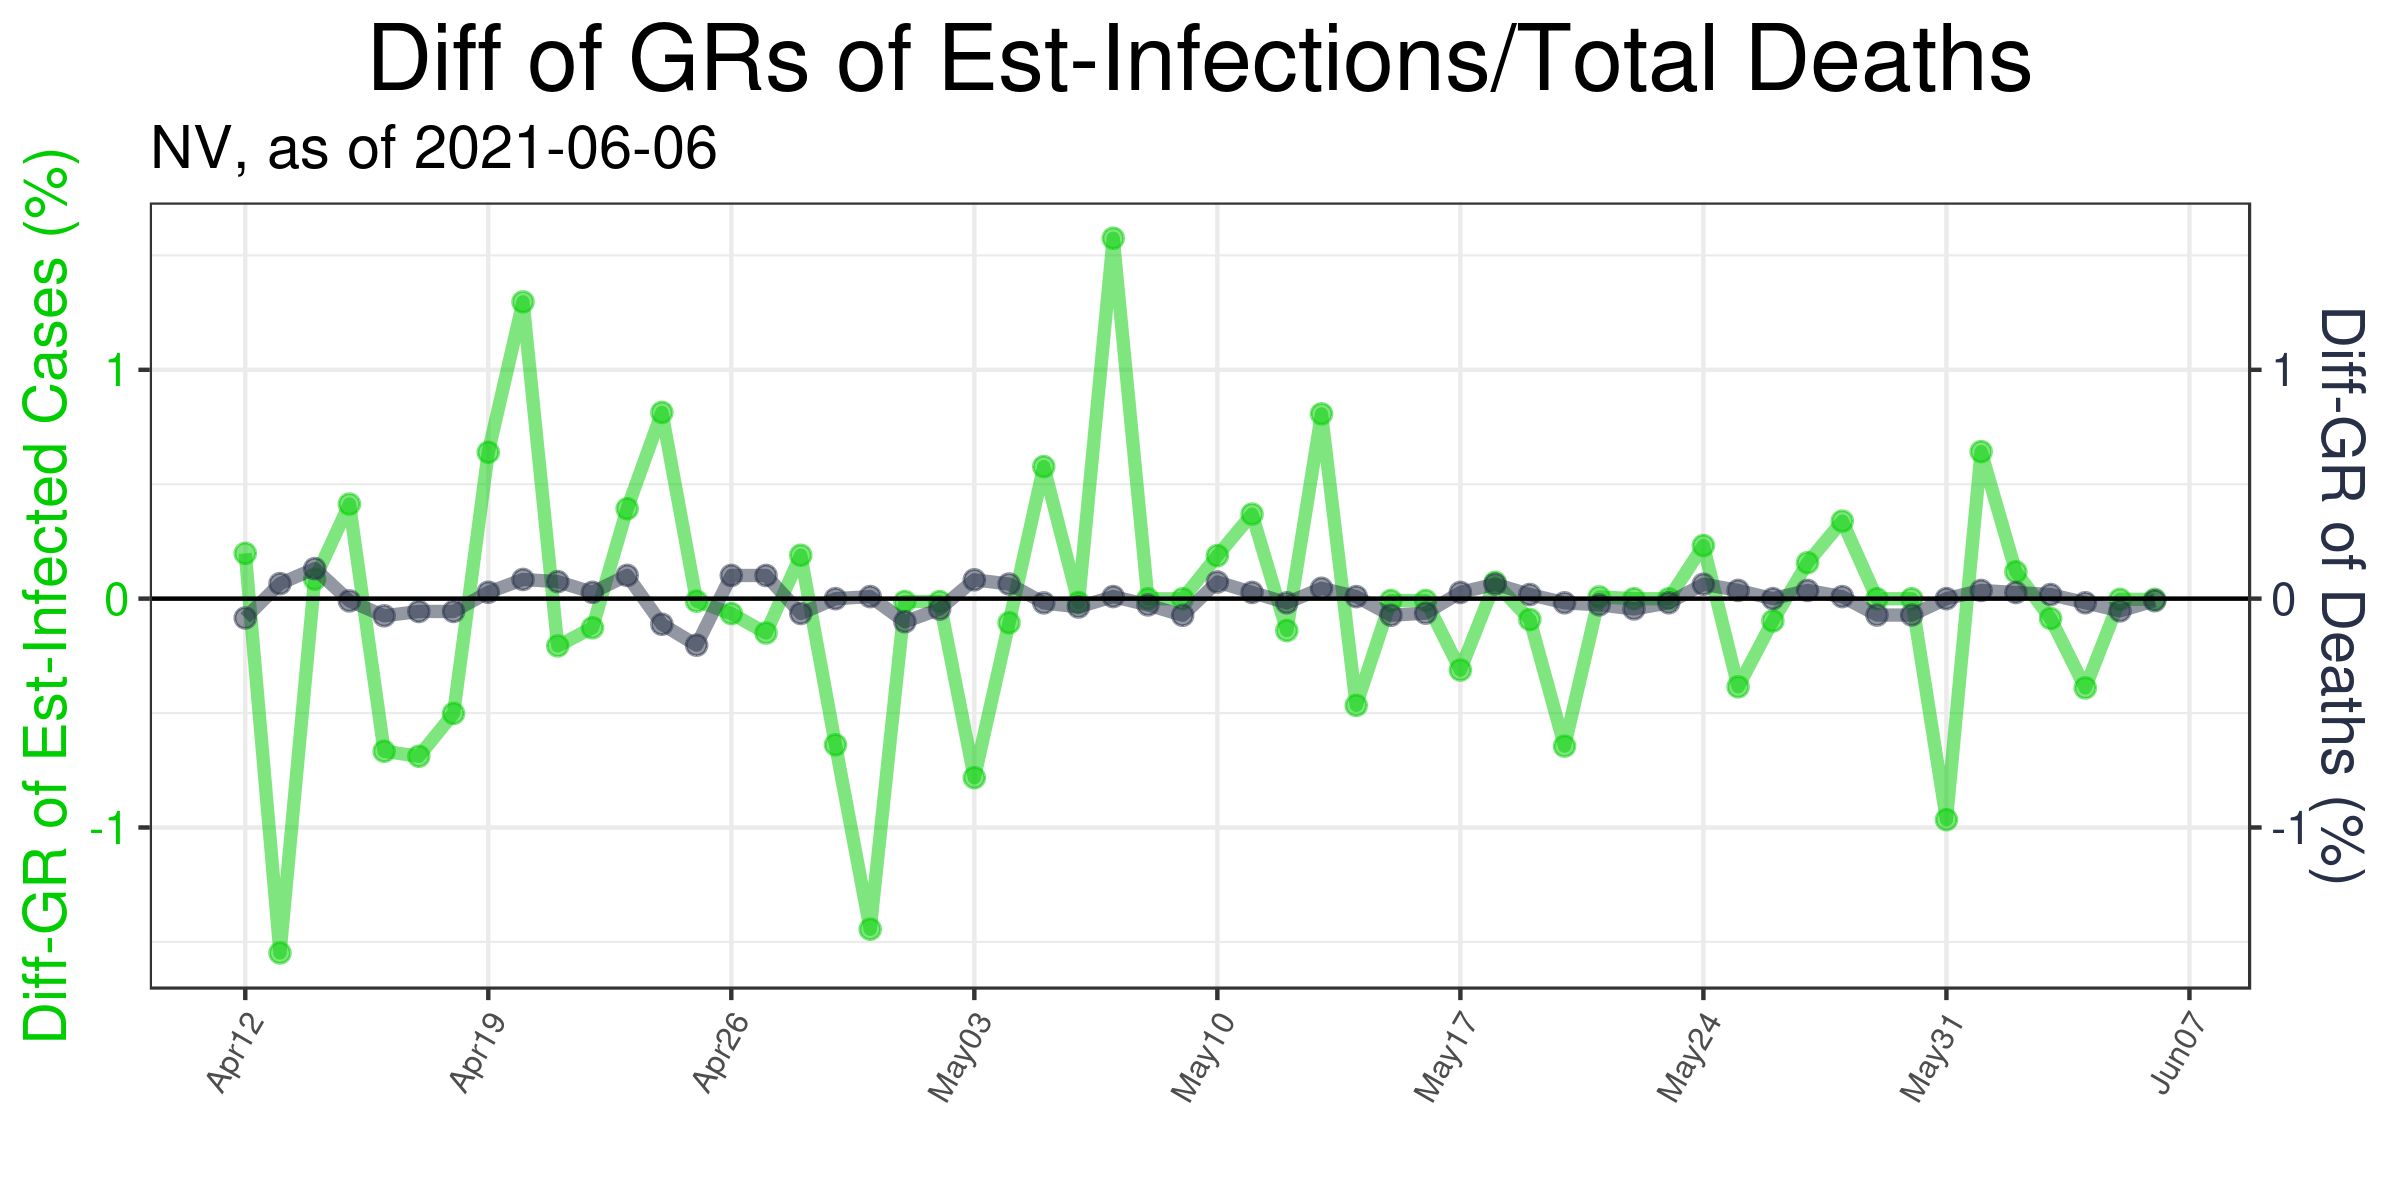 Diff of GRs of Est-Infections/Total Deaths
NV, as of 2021-06-06
Diff-GR of Est-Infected Cases (%)
1
0
-1
1
0
-1
Diff-GR of Deaths (%)
Apr12
Apr19
Apr26
May03
May10
May17
May24
May31
Jun07